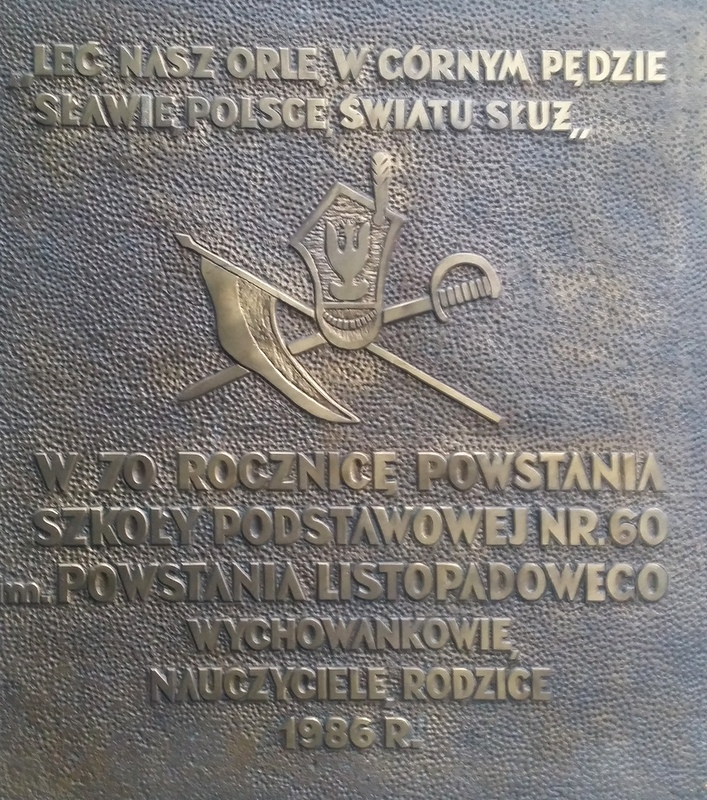 „LEĆ NASZ ORLE, W GÓRNYM PĘDZIE
SŁAWIE, POLSCE, ŚWIATU SŁUŻ„
W 70 ROCZNICĘ POWSTANIA
SZKOŁY PODSTAWOWEJ NR.60
im. POWSTANIA LISTOPADOWEGO
WYCHOWANKOWIE,
NAUCZYCIELE, RODZICE
1986 R.